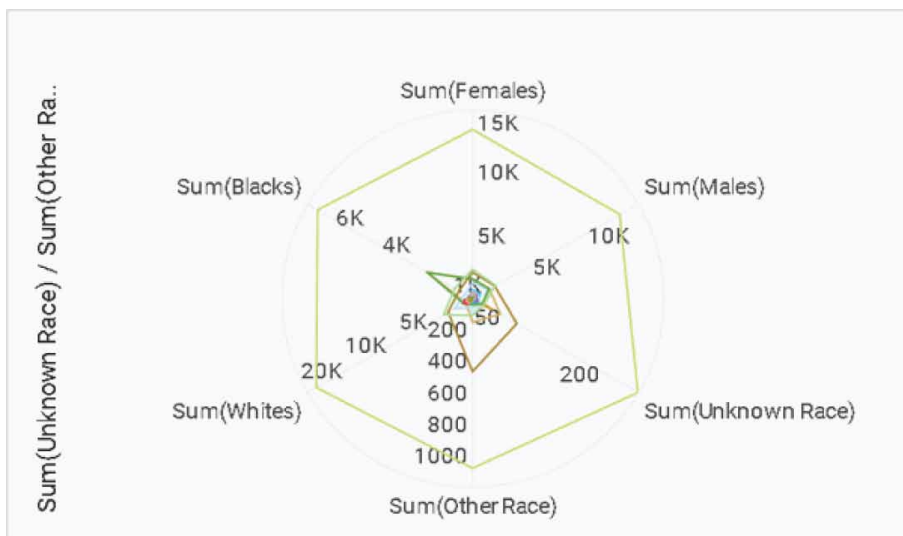 Sum(Unknown Race) / Sum(Other Ra..
Sum(Females)
15K
Sum(Blacks)
10K
Sum(Males)
6K
10K
4K
5K
5K
5K
50
200
10K
400
20K
200
600
Sum(Whites)
Sum(Unknown Race)
800
1000
Sum(Other Race)